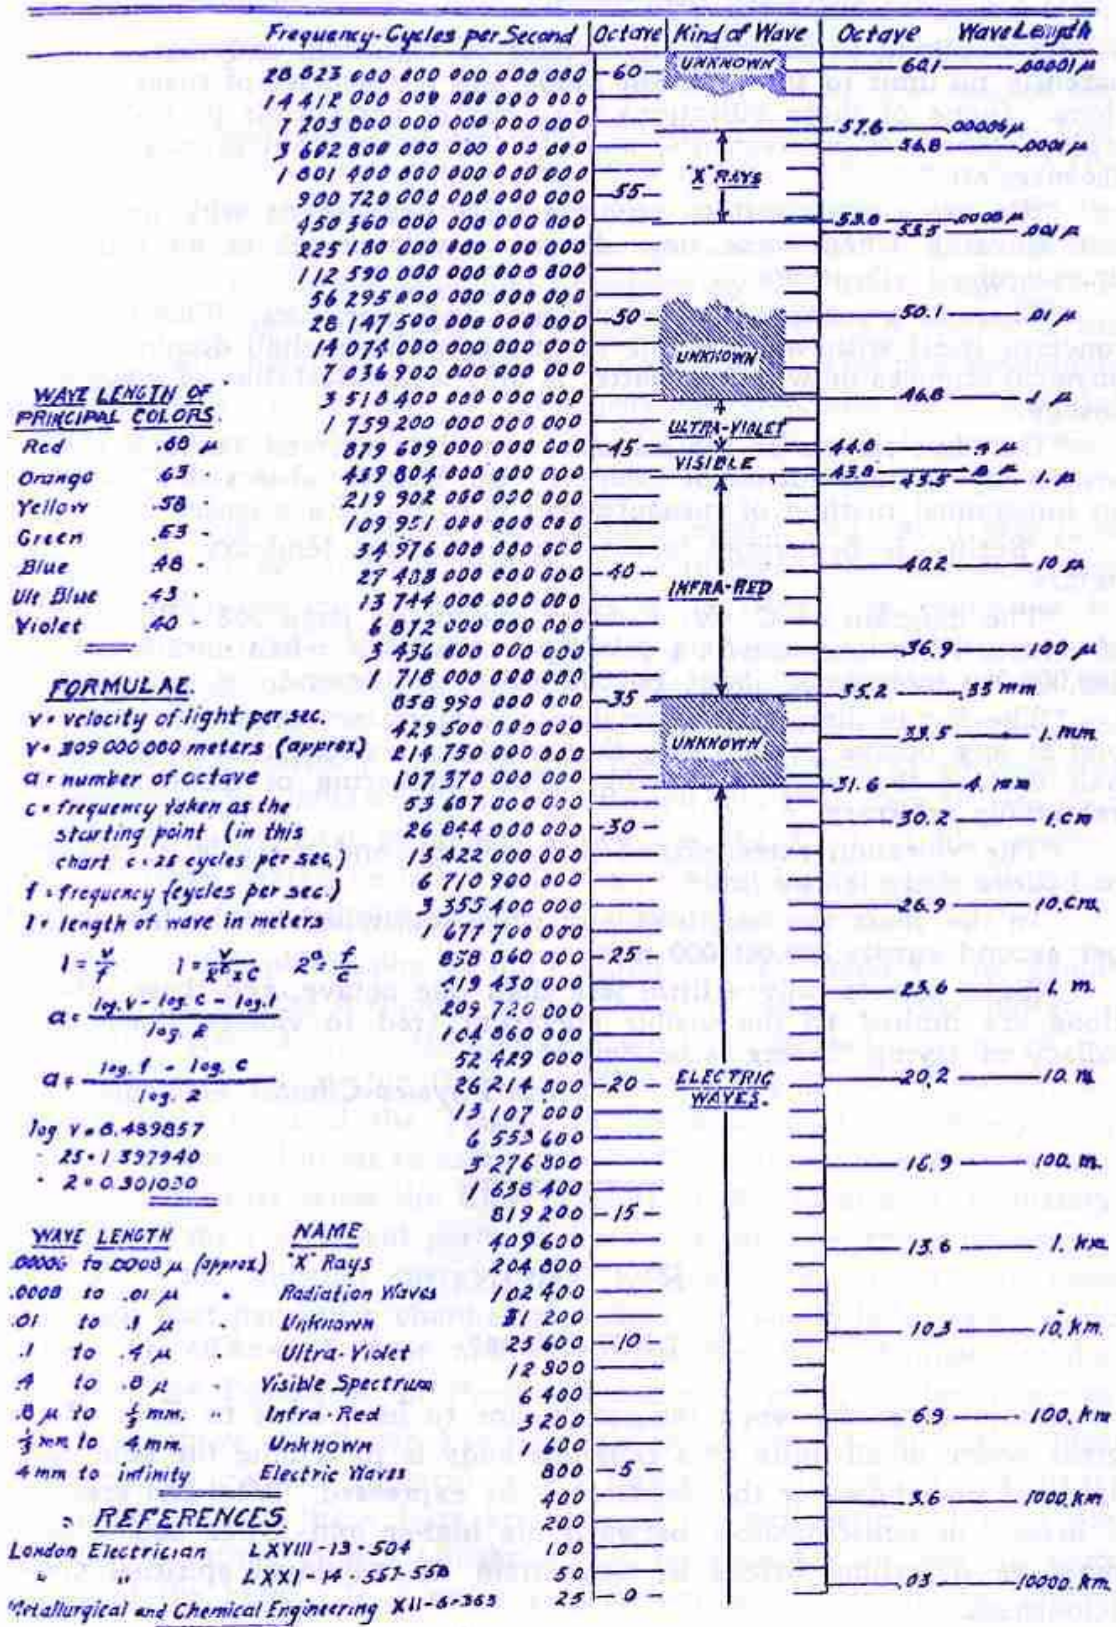 Frequency-Cycles per Second Octave Kind of Wave Octave Wave Length
28 823 000 000 000 000 000 60 UNKNOWN 60.1 .00001 μ
14 412 000 000 000 000 000
7 205 800 000 000 000 000 57.6 .00006 μ
3 602 800 000 000 000 000 56.8 .0001 μ
1 801 400 000 000 000 000 "X" RAYS
900 720 000 000 000 000 55
450 360 000 000 000 000 53.8 .0008 μ
225 180 000 000 000 000 53.5 .001 μ
112 590 000 000 000 000
56 295 000 000 000 000
28 147 500 000 000 000 50 50.1 .01 μ
14 074 000 000 000 000
7 036 900 000 000 000 UNKNOWN
3 518 400 000 000 000 46.8 .1 μ
1 759 200 000 000 000 ULTRA-VIOLET
879 609 000 000 000 45 44.8 .4 μ
439 804 000 000 000 VISIBLE 43.8 .8 μ
43.5 1. μ
219 902 000 000 000
109 951 000 000 000
54 976 000 000 000
27 488 000 000 000 40 40.2 10 μ
13 744 000 000 000 INFRA-RED
6 872 000 000 000
3 436 000 000 000 36.9 100 μ
1 718 000 000 000
858 990 000 000 35 35.2 .35 mm
429 500 000 000
214 750 000 000 UNKNOWN 33.5 1. mm
107 370 000 000 31.6 4. mm
53 687 000 000
26 844 000 000 30 30.2 1. cm
13 422 000 000
6 710 900 000
3 355 400 000 26.9 10. cm.
1 677 700 000
838 860 000 25
419 430 000 23.6 1. m.
209 720 000
104 860 000
52 429 000
26 214 800 20 ELECTRIC WAVES. 20.2 10. m.
13 107 000
6 553 600
3 276 800 16.9 100. m.
1 638 400
819 200 15
409 600 13.6 1. km.
204 800
102 400
51 200
25 600 10 10.3 10. km.
12 800
6 400
3 200 6.9 100. km
1 600
800 5
400 3.6 1000. km
200
100
50 .03 10000. km.
25 0
WAVE LENGTH OF
PRINCIPAL COLORS.
Red .68 μ
Orange .63 "
Yellow .58 "
Green .53 "
Blue .48 "
Ult. Blue .43 "
Violet .40 "
FORMULAE.
v = velocity of light per sec.
v = 309 000 000 meters (approx)
a = number of octave
c = frequency taken as the
starting point (in this
chart c = 25 cycles per sec.)
f = frequency (cycles per sec.)
l = length of wave in meters
l = v/f l = v/(2ᵃ x c) 2ᵃ = f/c
a = (log. v - log. c - log. l)/log. 2
a = (log. f - log. c)/log. 2
log v = 8.489857
" 25 = 1.397940
" 2 = 0.301030
WAVE LENGTH NAME
.00006 to .0008 μ (approx) "X" Rays
.0008 to .01 μ " Radiation Waves
.01 to .1 μ " Unknown
.1 to .4 μ " Ultra-Violet
.4 to .8 μ " Visible Spectrum
.8 μ to ⅓ mm. " Infra-Red
⅓ mm to 4 mm. Unknown
4 mm to infinity Electric Waves
REFERENCES
London Electrician LXVIII-13-504
" " LXXI-14-557-558
Metallurgical and Chemical Engineering XII-6-363